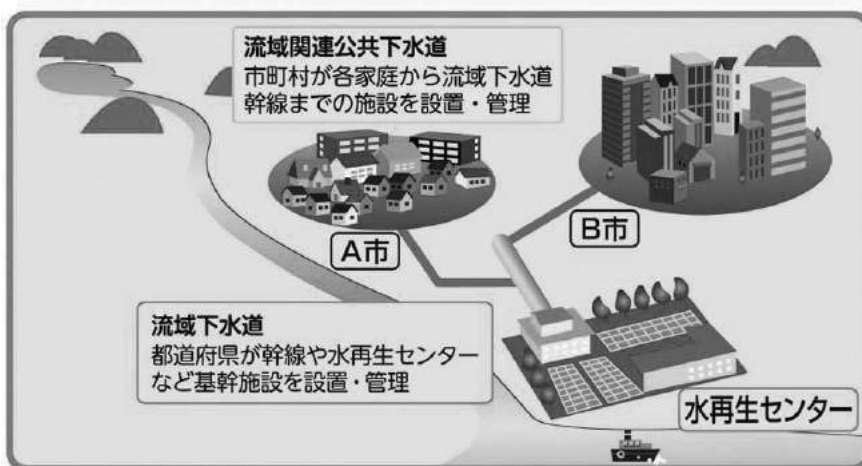 流域関連公共下水道
市町村が各家庭から流域下水道
幹線までの施設を設置・管理
A市
B市
流域下水道
都道府県が幹線や水再生センター
など基幹施設を設置・管理
水再生センター